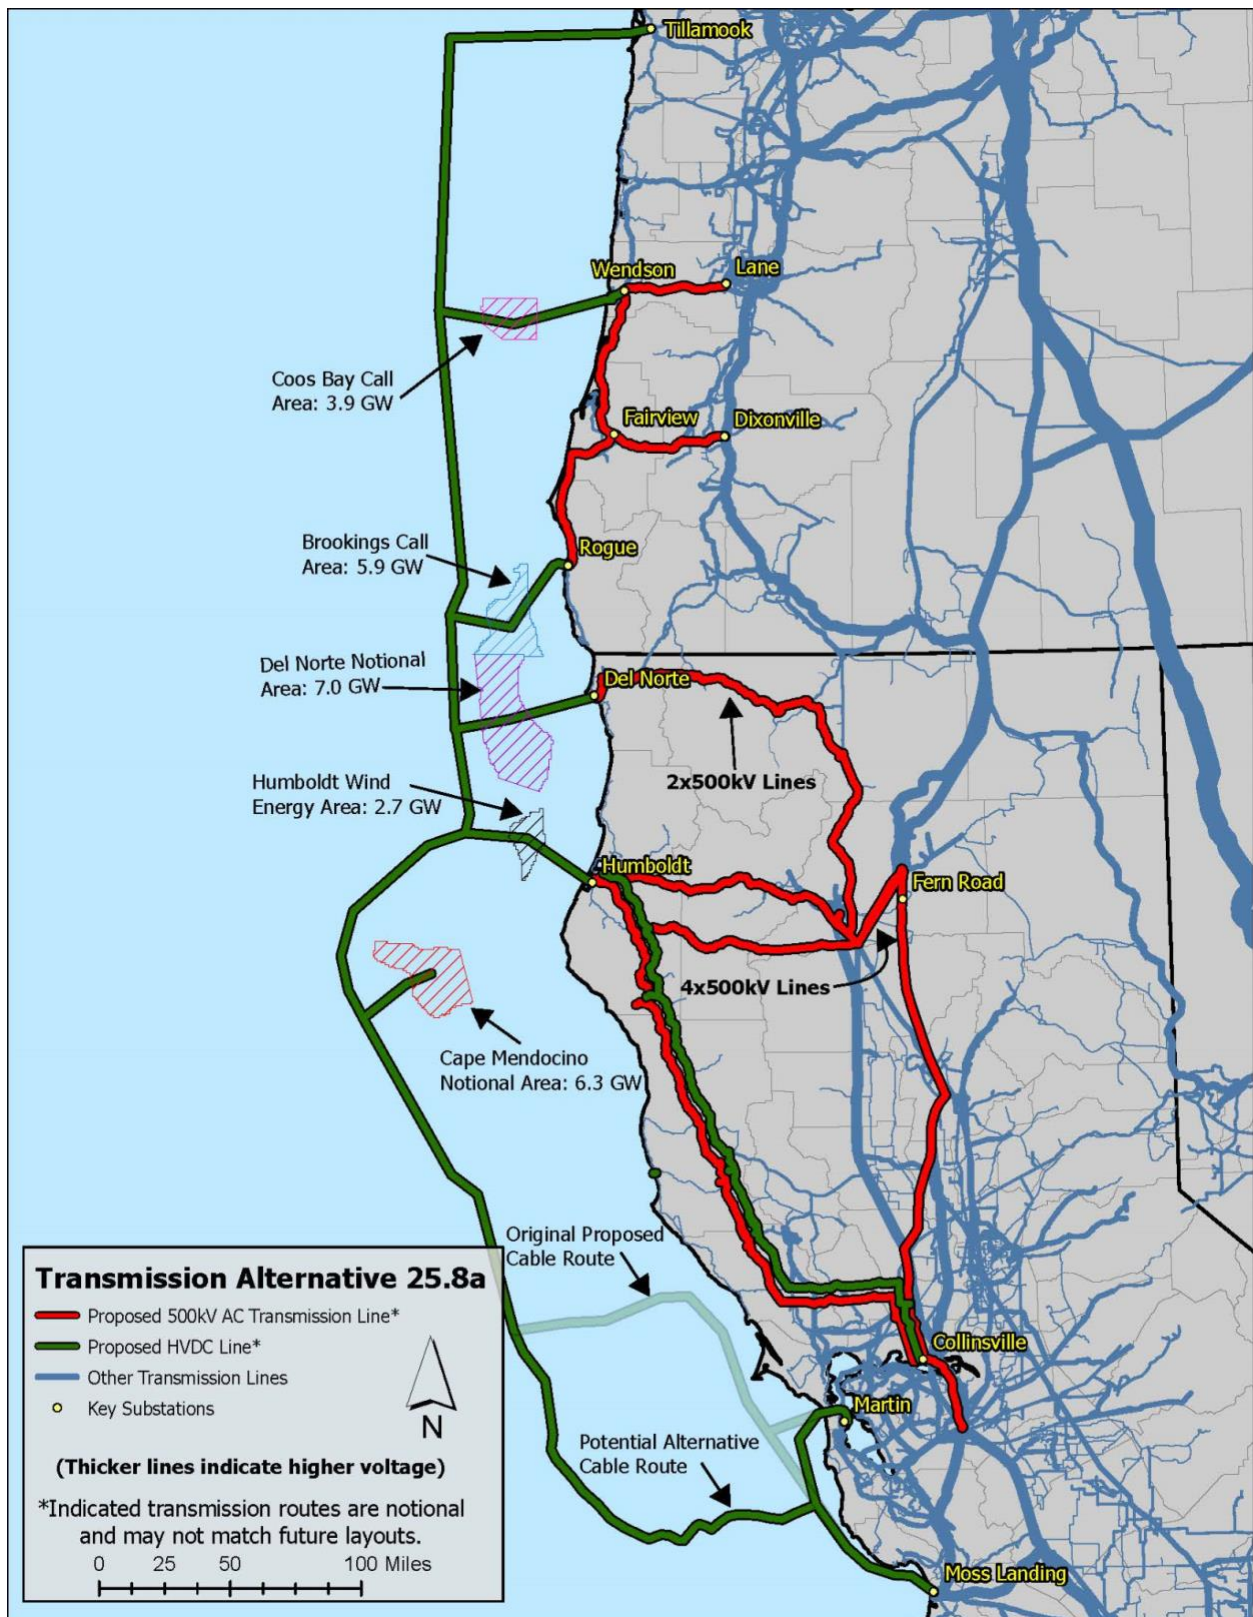 Tillamook
Wendson
Lane
Coos Bay Call
Area: 3.9 GW
Fairview
Dixonville
Brookings Call
Area: 5.9 GW
Rogue
Del Norte Notional
Area: 7.0 GW
Del Norte
2x500kV Lines
Humboldt Wind
Energy Area: 2.7 GW
Humboldt
Fern Road
4x500kV Lines
Cape Mendocino
Notional Area: 6.3 GW
Original Proposed
Cable Route
Collinsville
Martin
Potential Alternative
Cable Route
Moss Landing
Transmission Alternative 25.8a
Proposed 500kV AC Transmission Line*
Proposed HVDC Line*
Other Transmission Lines
Key Substations
N
(Thicker lines indicate higher voltage)
*Indicated transmission routes are notional
and may not match future layouts.
0 25 50 100 Miles